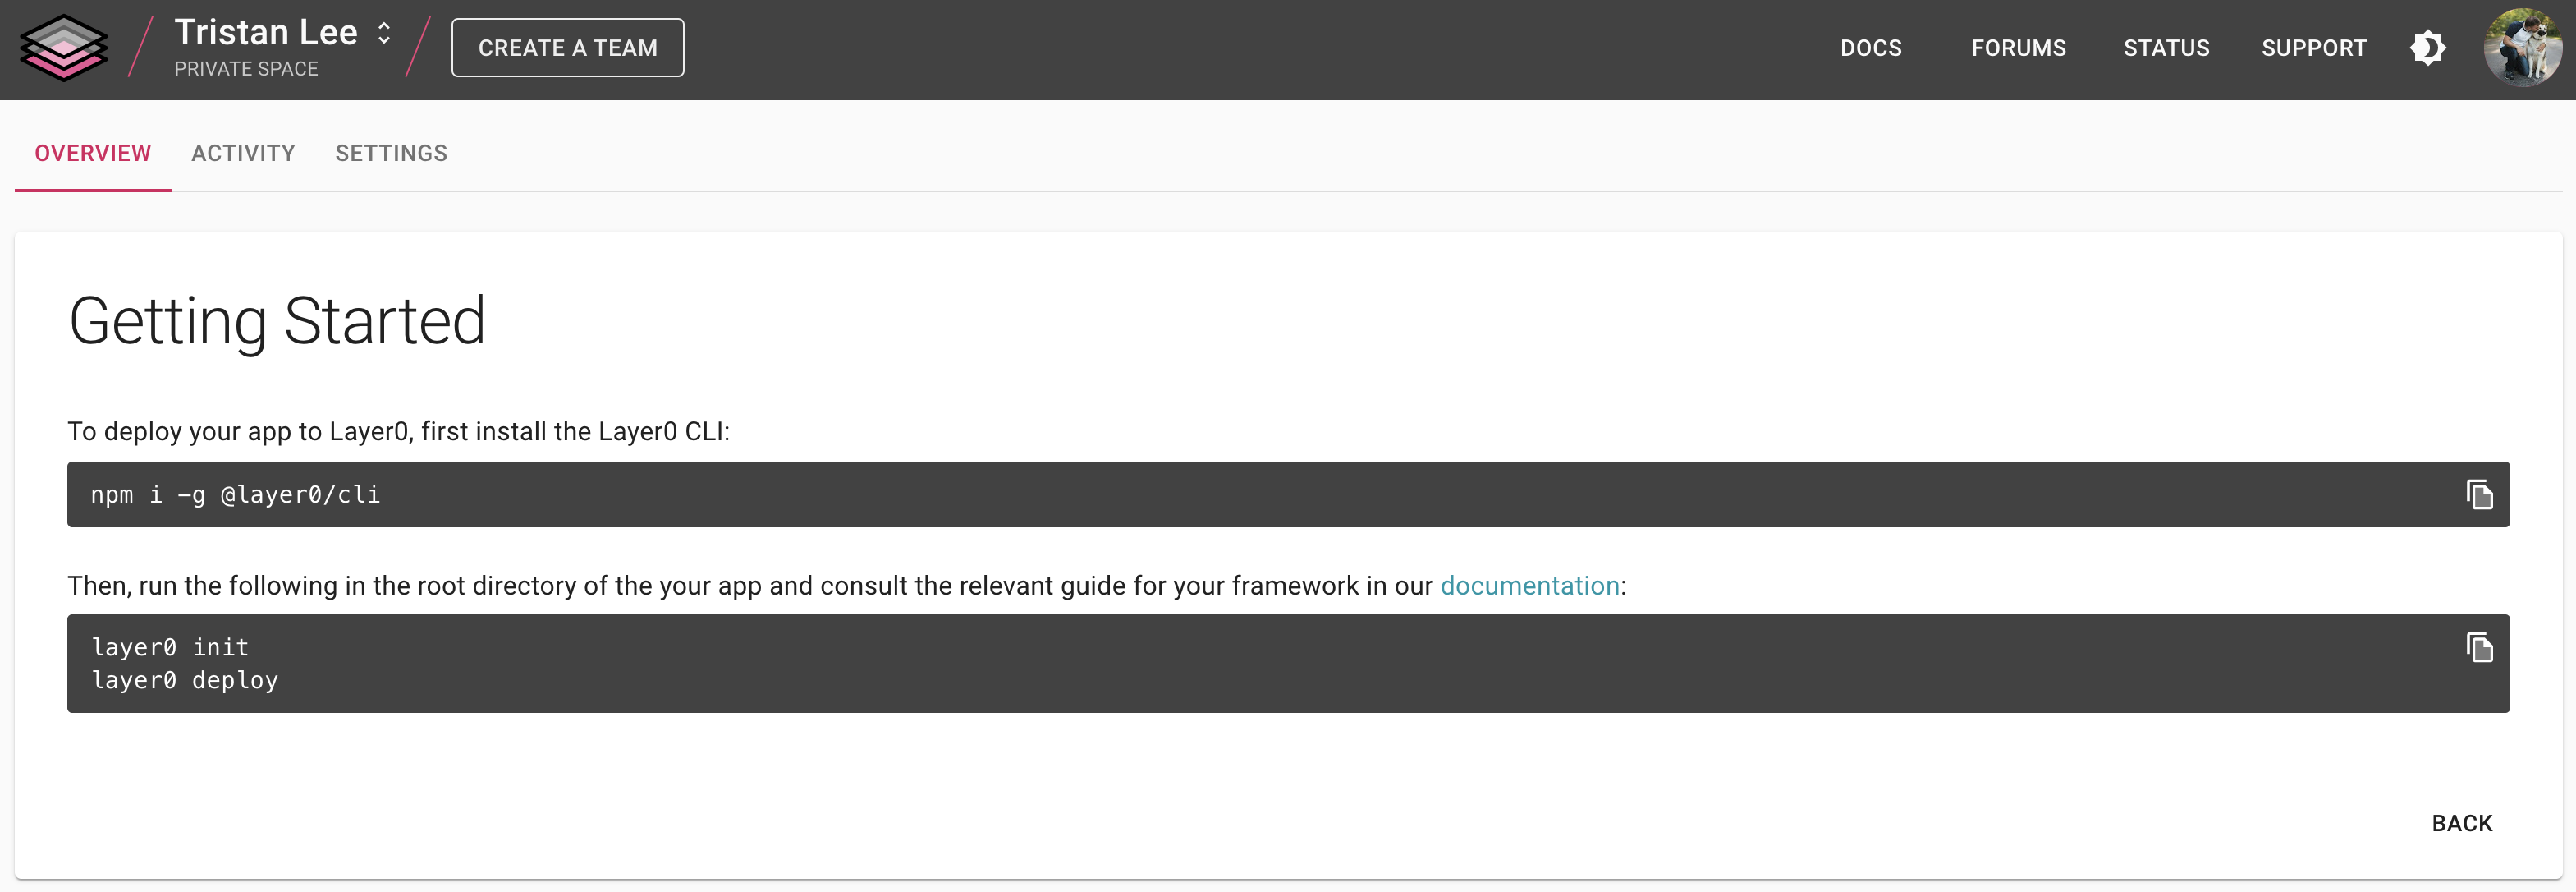 Tristan Lee
PRIVATE SPACE
CREATE A TEAM
DOCS
FORUMS
STATUS
SUPPORT
OVERVIEW
ACTIVITY
SETTINGS
Getting Started
To deploy your app to Layer0, first install the Layer0 CLI:
npm i -g @layer0/cli
Then, run the following in the root directory of the your app and consult the relevant guide for your framework in our documentation:
layer0 init
layer0 deploy
BACK